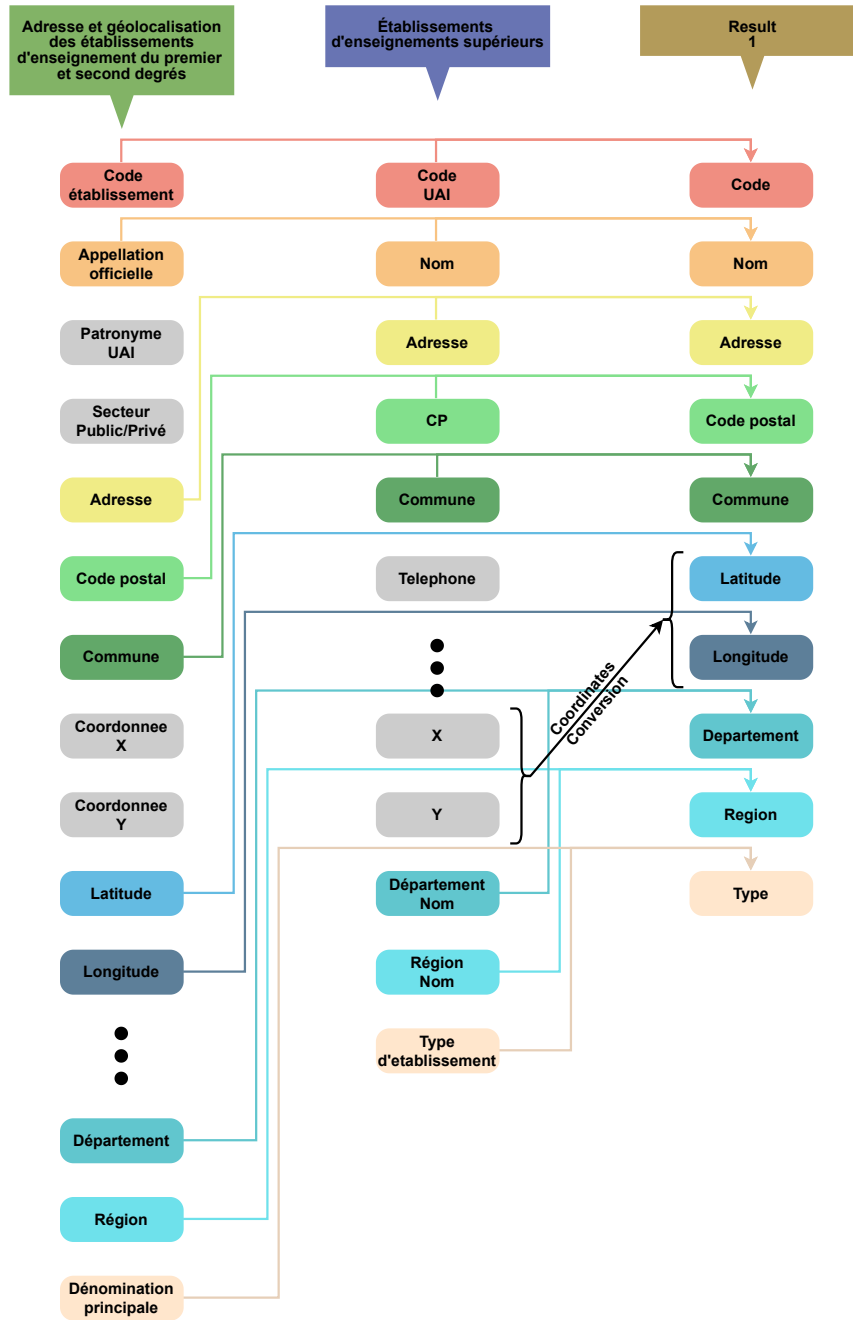 Adresse et géolocalisation
des établissements
d'enseignement du premier
et second degrés
Établissements
d'enseignements supérieurs
Result
1
Code
établissement
Code
UAI
Code
Appellation
officielle
Nom
Nom
Patronyme
UAI
Adresse
Adresse
Secteur
Public/Privé
CP
Code postal
Adresse
Commune
Commune
Code postal
Telephone
Latitude
Commune
Longitude
Coordinates
Conversion
Coordonnee
X
X
Departement
Coordonnee
Y
Y
Region
Latitude
Département
Nom
Type
Longitude
Région
Nom
Type
d'etablissement
Département
Région
Dénomination
principale